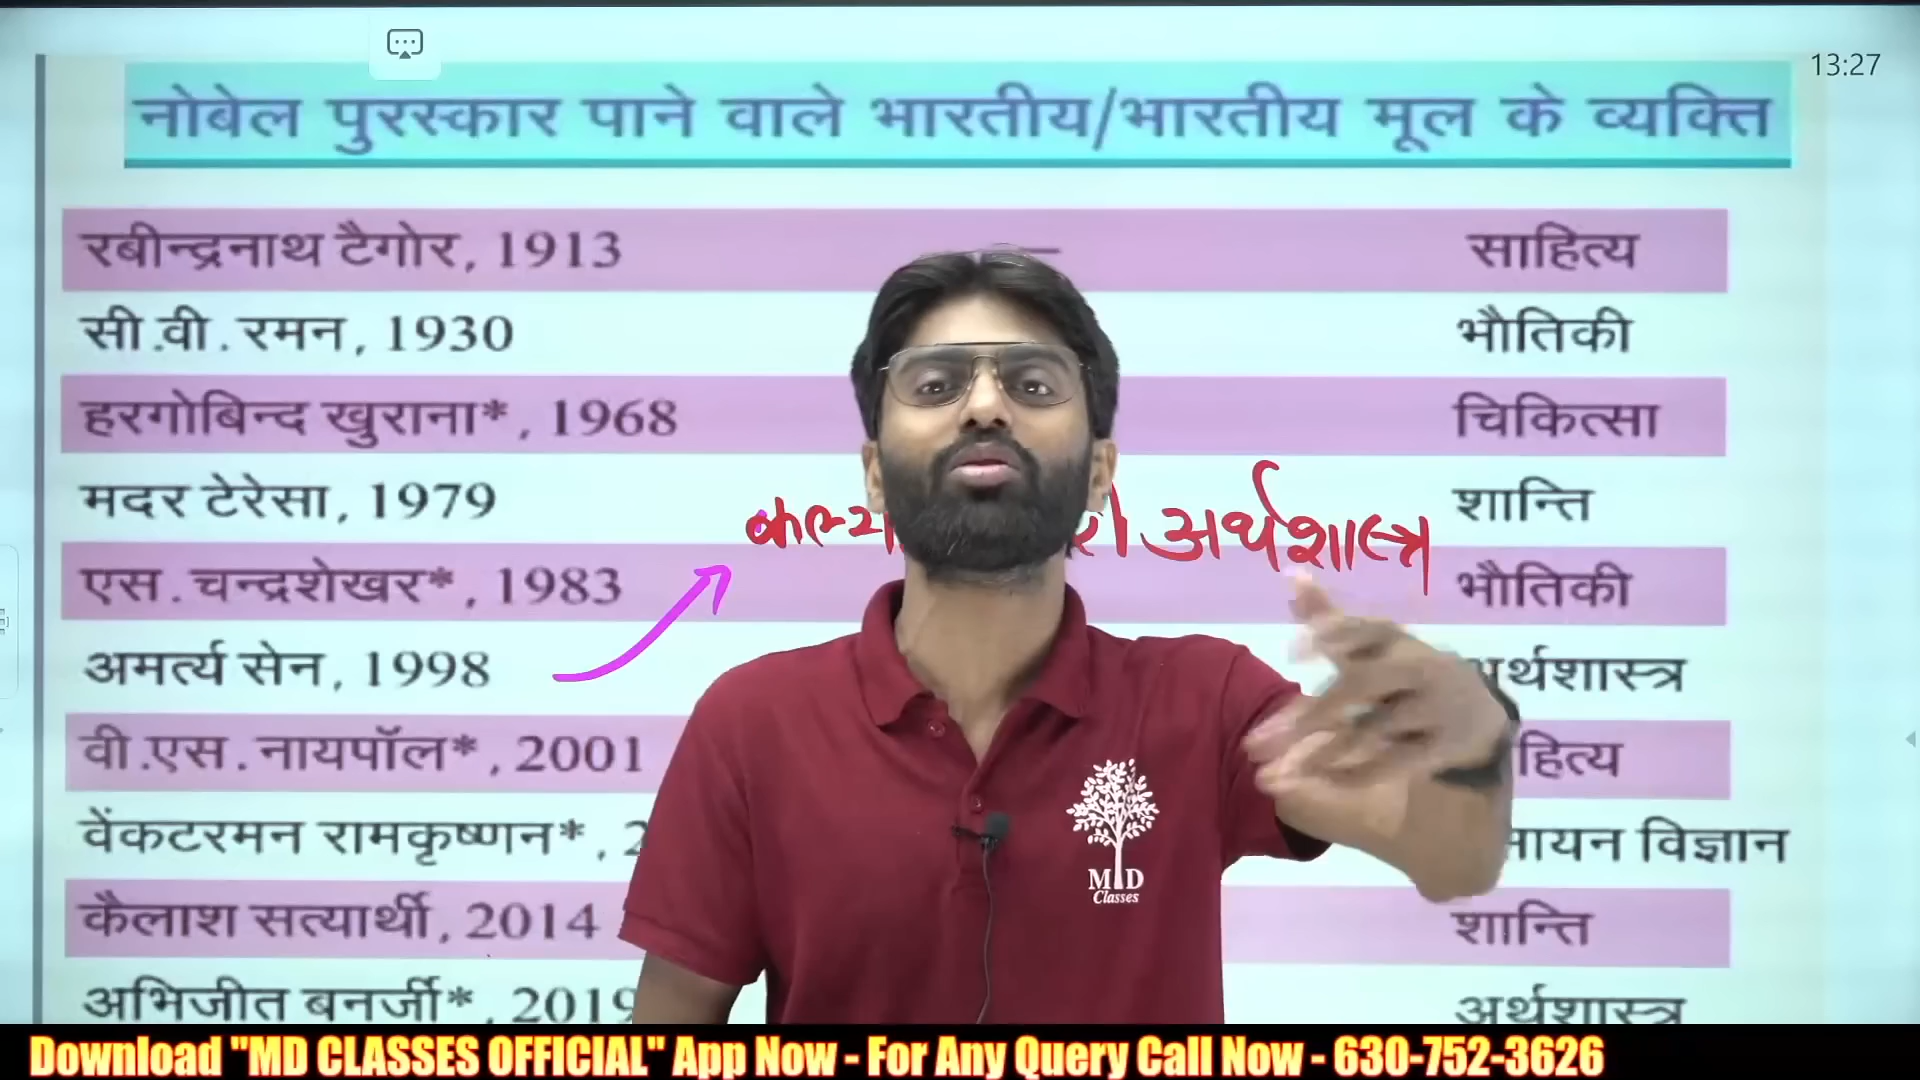 13:27
नोबेल पुरस्कार पाने वाले भारतीय/भारतीय मूल के व्यक्ति
रबीन्द्रनाथ टैगोर, 1913 साहित्य
सी.वी. रमन, 1930 भौतिकी
हरगोबिन्द खुराना*, 1968 चिकित्सा
मदर टेरेसा, 1979 शान्ति
अर्थशास्त्र
एस. चन्द्रशेखर*, 1983 भौतिकी
अमर्त्य सेन, 1998
वी.एस. नायपॉल*, 2001
वेंकटरमन रामकृष्णन*, विज्ञान
कैलाश सत्यार्थी, 2014 शान्ति
अभिजीत बनर्जी*, 2019 अर्थशास्त्र
MD
Classes
Download "MD CLASSES OFFICIAL" App Now - For Any Query Call Now - 630-752-3626